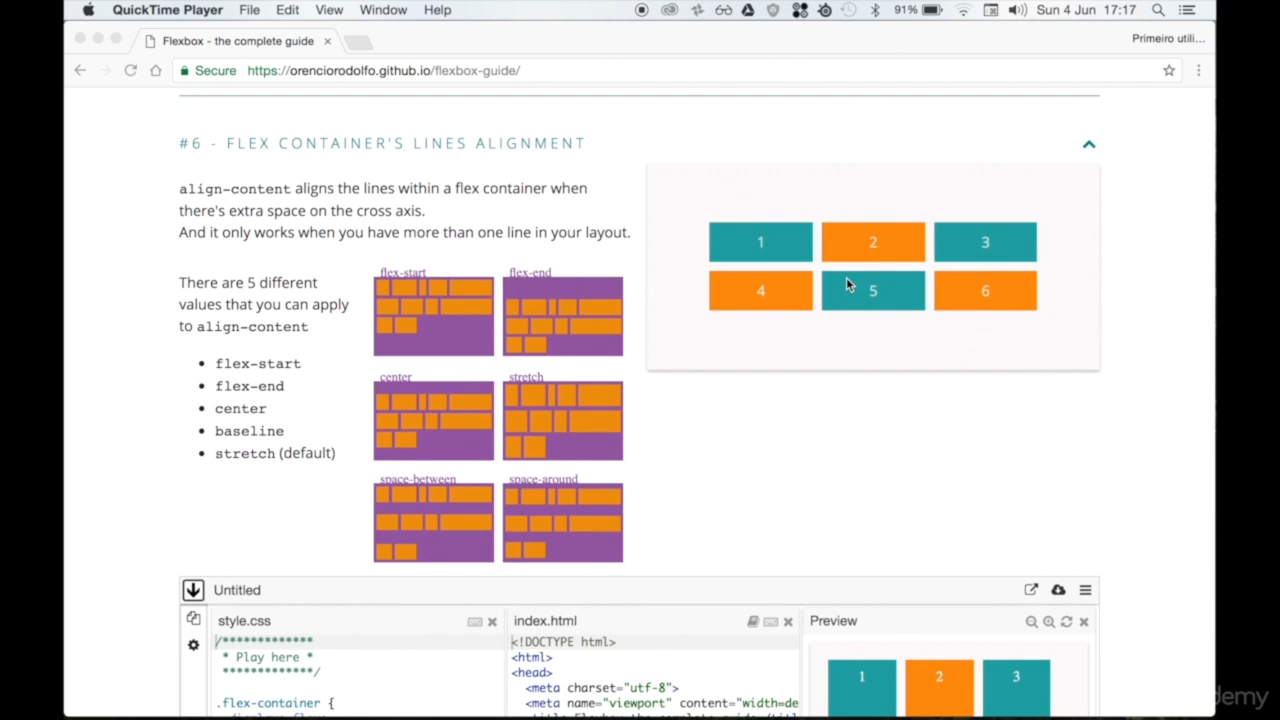 QuickTime Player File Edit View Window Help 91% Sun 4 Jun 17:17
Flexbox - the complete guide
Primeiro utili...
Secure https://orenciorodolfo.github.io/flexbox-guide/
#6 - FLEX CONTAINER'S LINES ALIGNMENT
align-content aligns the lines within a flex container when
there's extra space on the cross axis.
And it only works when you have more than one line in your layout.
There are 5 different
values that you can apply
to align-content
flex-start
flex-end
center
baseline
stretch (default)
flex-start flex-end
center stretch
space-between space-around
1 2 3
4 5 6
Untitled
style.css
/*************
* Play here *
*************/
.flex-container {
index.html
<!DOCTYPE html>
<html>
<head>
<meta charset="utf-8">
<meta name="viewport" content="width=de
Preview
1 2 3
demy